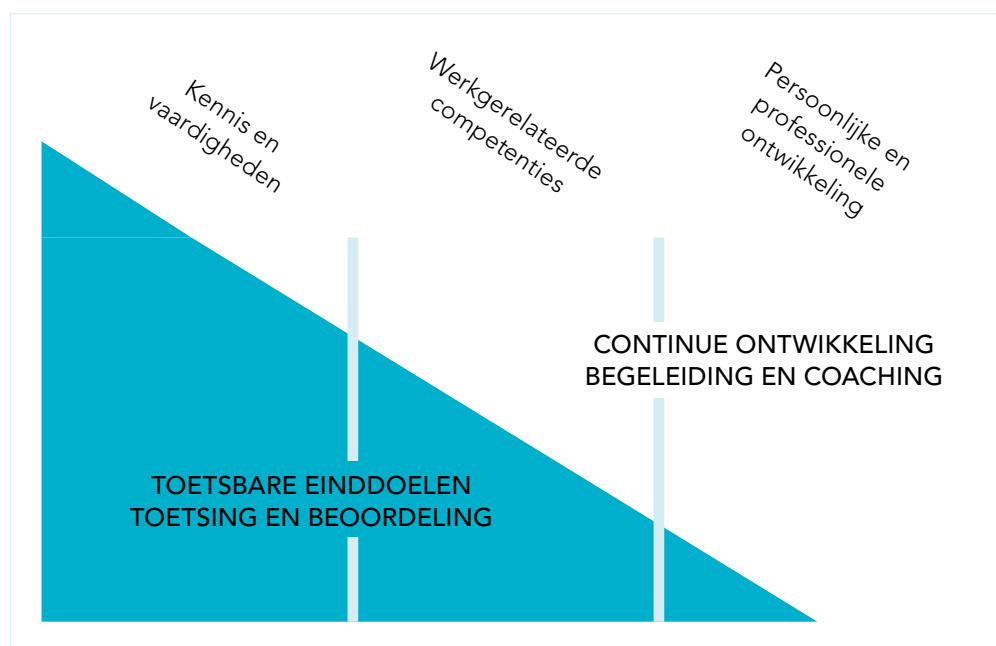 Kennis en
vaardigheden
Werkgerelateerde
competenties
Persoonlijke en
professionele
ontwikkeling
CONTINUE ONTWIKKELING
BEGELEIDING EN COACHING
TOETSBARE EINDDOELEN
TOETSING EN BEOORDELING